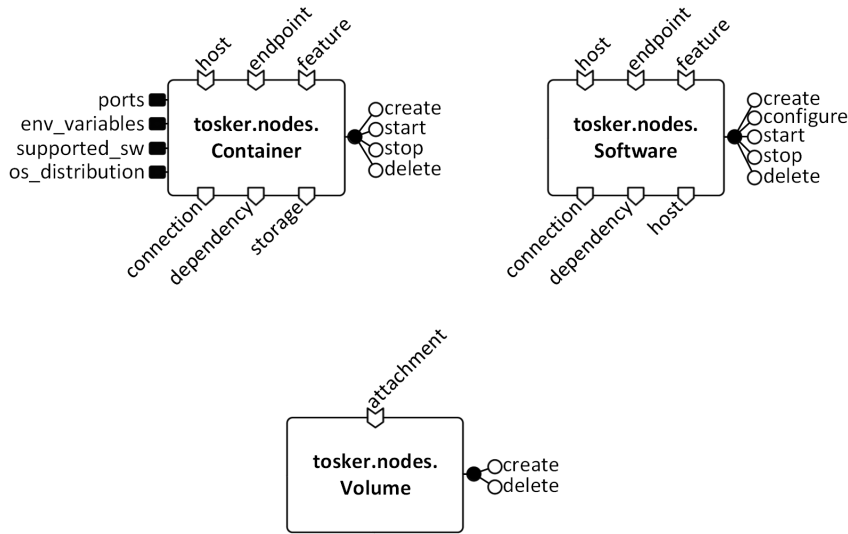 host
endpoint
feature
ports
env_variables
supported_sw
os_distribution
tosker.nodes.
Container
create
start
stop
delete
connection
dependency
storage
host
endpoint
feature
tosker.nodes.
Software
create
configure
start
stop
delete
connection
dependency
host
attachment
tosker.nodes.
Volume
create
delete